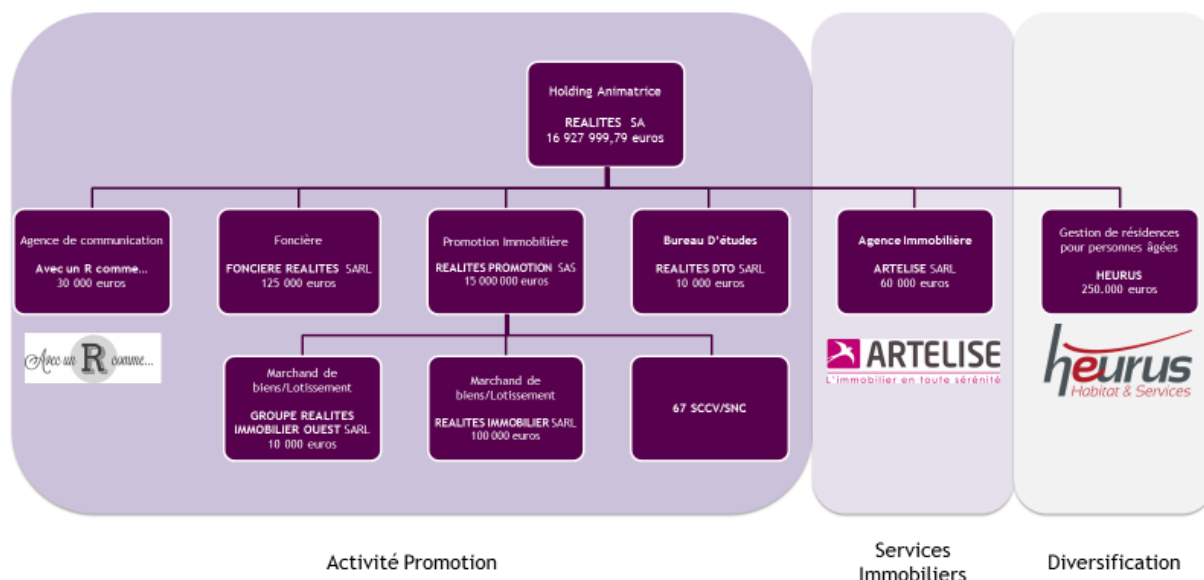 Holding Animatrice
REALITES SA
16 927 999,79 euros
Agence de communication
Avec un R comme...
30 000 euros
Foncière
FONCIERE REALITES SARL
125 000 euros
Promotion Immobilière
REALITES PROMOTION SAS
15 000 000 euros
Bureau D'études
REALITES DTO SARL
10 000 euros
Agence Immobilière
ARTELISE SARL
60 000 euros
Gestion de résidences
pour personnes âgées
HEURUS
250.000 euros
Avec un R comme...
Marchand de
biens/Lotissement
GROUPE REALITES
IMMOBILIER OUEST SARL
10 000 euros
Marchand de
biens/Lotissement
REALITES IMMOBILIER SARL
100 000 euros
67 SCCV/SNC
ARTELISE
L'immobilier en toute sérénité
heurus
Habitat & Services
Activité Promotion
Services
Immobiliers
Diversification